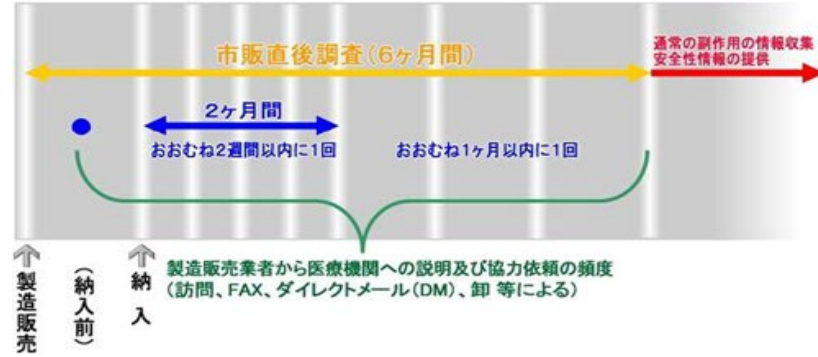 市販直後調査(6ヶ月間)
通常の副作用の情報収集
安全性情報の提供
2ヶ月間
おおむね2週間以内に1回
おおむね1ヶ月以内に1回
製造販売
(納入前)
納入
製造販売業者から医療機関への説明及び協力依頼の頻度
(訪問、FAX、ダイレクトメール(DM)、卸 等による)